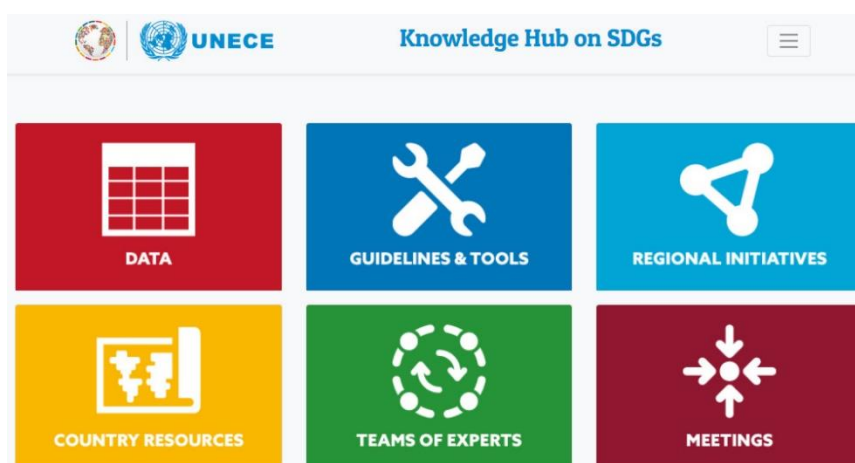 UNECE Knowledge Hub on SDGs
DATA GUIDELINES & TOOLS REGIONAL INITIATIVES
COUNTRY RESOURCES TEAMS OF EXPERTS MEETINGS